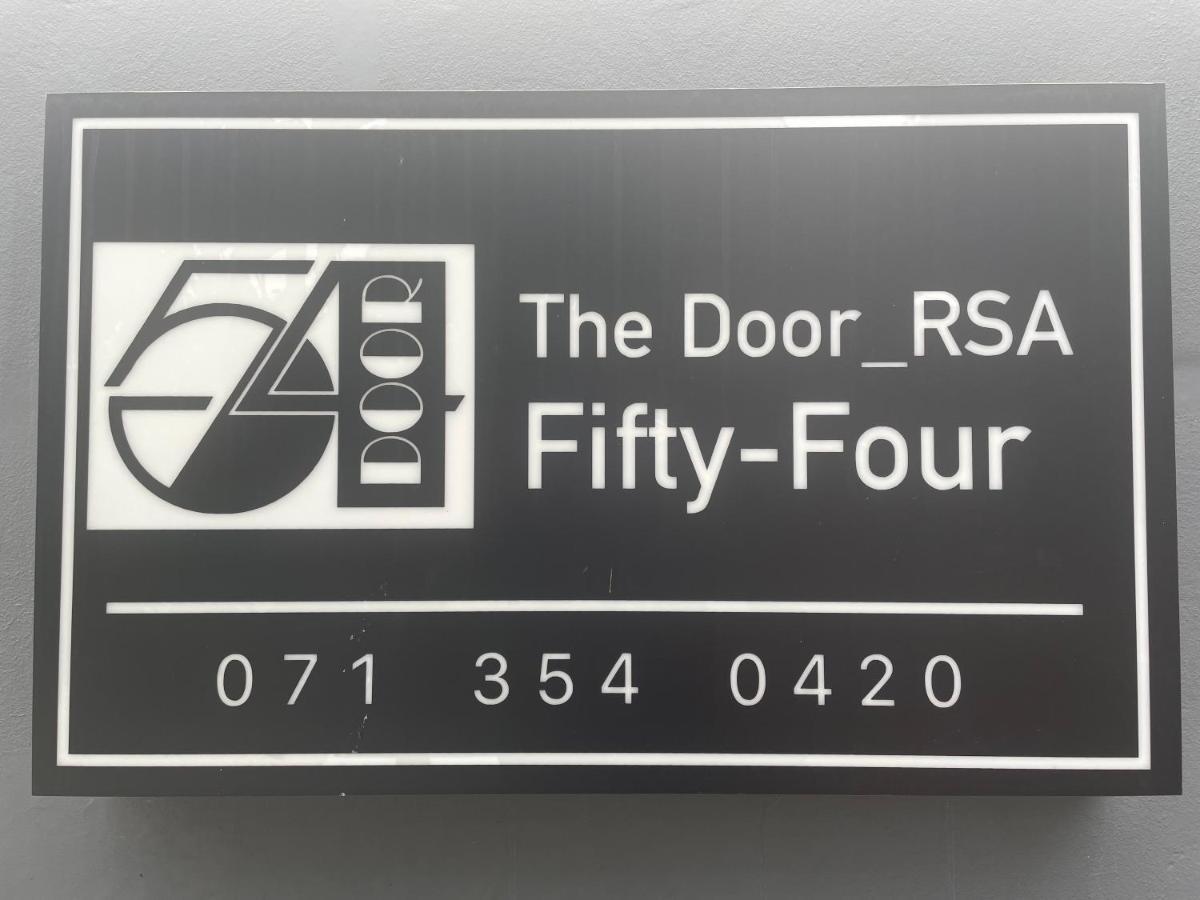 54 DOOR
The Door_RSA
Fifty-Four
071 354 0420